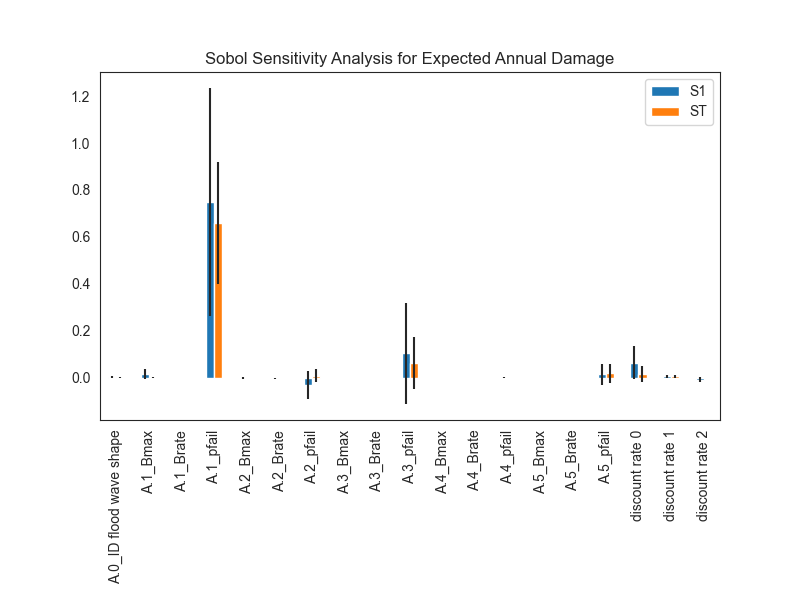 Sobol Sensitivity Analysis for Expected Annual Damage
S1
ST
1.2
1.0
0.8
0.6
0.4
0.2
0.0
A.0_ID flood wave shape
A.1_Bmax
A.1_Brate
A.1_pfail
A.2_Bmax
A.2_Brate
A.2_pfail
A.3_Bmax
A.3_Brate
A.3_pfail
A.4_Bmax
A.4_Brate
A.4_pfail
A.5_Bmax
A.5_Brate
A.5_pfail
discount rate 0
discount rate 1
discount rate 2